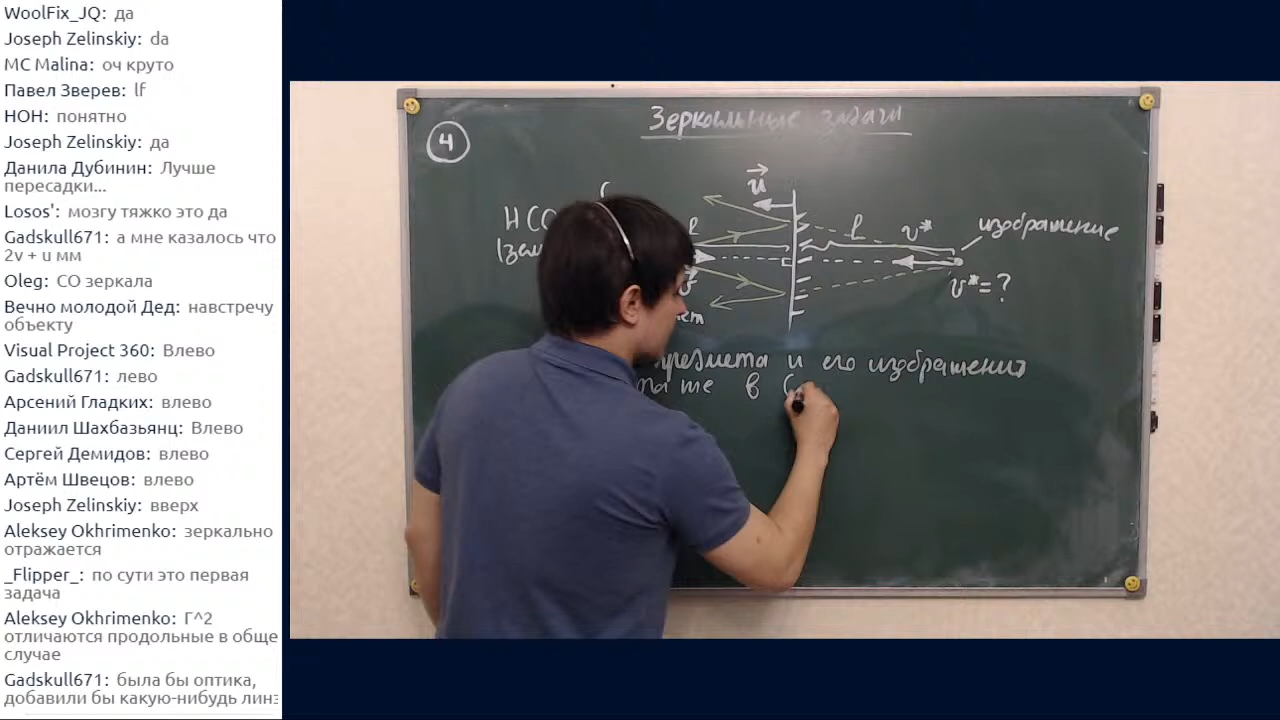 WoolFix_JQ: да
Joseph Zelinskiy: da
MC Malina: оч круто
Павел Зверев: lf
НОН: понятно
Joseph Zelinskiy: да
Данила Дубинин: Лучше
пересадки...
Losos': мозгу тяжко это да
Gadskull671: а мне казалось что
2v + u мм
Oleg: СО зеркала
Вечно молодой Дед: навстречу
объекту
Visual Project 360: Влево
Gadskull671: лево
Арсений Гладких: влево
Даниил Шахбазьянц: Влево
Сергей Демидов: влево
Артём Швецов: влево
Joseph Zelinskiy: вверх
Aleksey Okhrimenko: зеркально
отражается
_Flipper_: по сути это первая
задача
Aleksey Okhrimenko: Г^2
отличаются продольные в обще
случае
Gadskull671: была бы оптика,
добавили бы какую-нибудь линз
Зеркальные задачи
4
u
НСО
ℓ
ℓ
v*
изображение
v*=?
предмета и его изображения
в